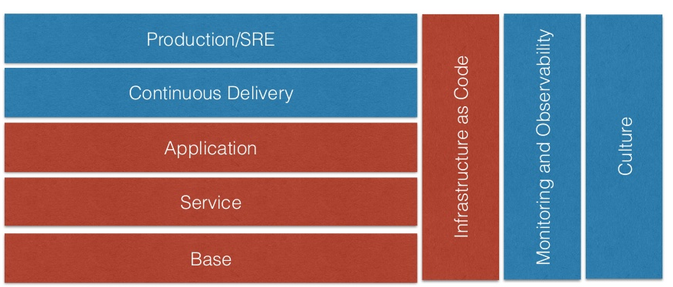 Production/SRE
Continuous Delivery
Application
Service
Base
Infrastructure as Code
Monitoring and Observability
Culture